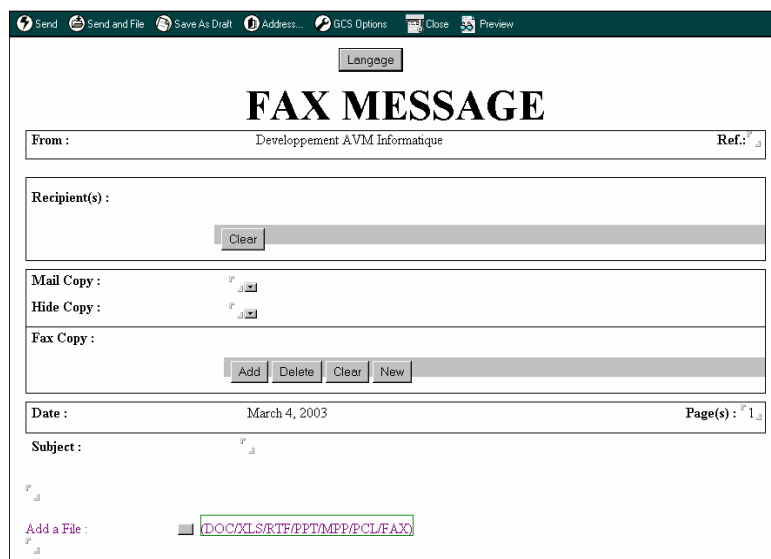 Send Send and File Save As Draft Address... GCS Options Close Preview
Langage
FAX MESSAGE
From : Developpement AVM Informatique Ref.:
Recipient(s) :
Clear
Mail Copy :
Hide Copy :
Fax Copy :
Add Delete Clear New
Date : March 4, 2003 Page(s) : 1
Subject :
Add a File : (DOC/XLS/RTF/PPT/MPP/PCL/FAX)